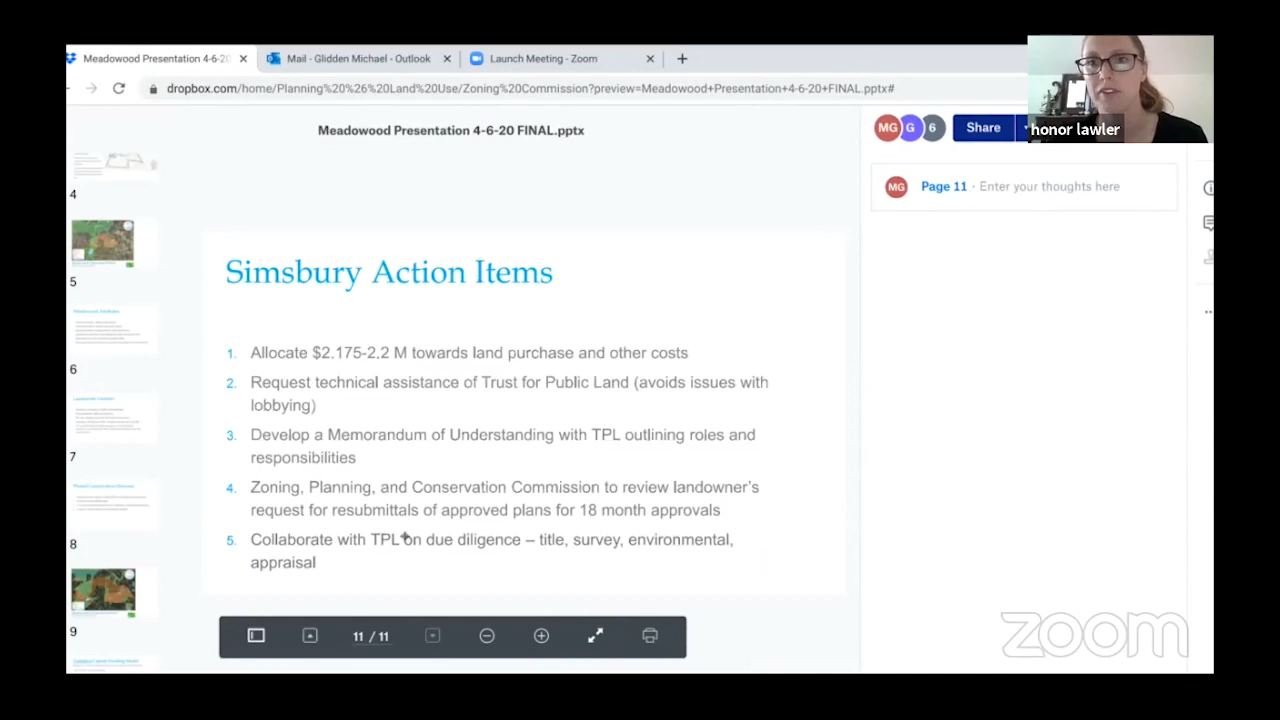 Meadowood Presentation 4-6-20
Mail - Glidden Michael - Outlook
Launch Meeting - Zoom
dropbox.com/home/Planning%20%26%20Land%20Use/Zoning%20Commission?preview=Meadowood+Presentation+4-6-20+FINAL.pptx#
honor lawler
Meadowood Presentation 4-6-20 FINAL.pptx
MG G 6 Share
MG Page 11 · Enter your thoughts here
4
5
6
7
8
9
Simsbury Action Items
1. Allocate $2.175-2.2 M towards land purchase and other costs
2. Request technical assistance of Trust for Public Land (avoids issues with
lobbying)
3. Develop a Memorandum of Understanding with TPL outlining roles and
responsibilities
4. Zoning, Planning, and Conservation Commission to review landowner's
request for resubmittals of approved plans for 18 month approvals
5. Collaborate with TPL on due diligence – title, survey, environmental,
appraisal
11 / 11
zoom